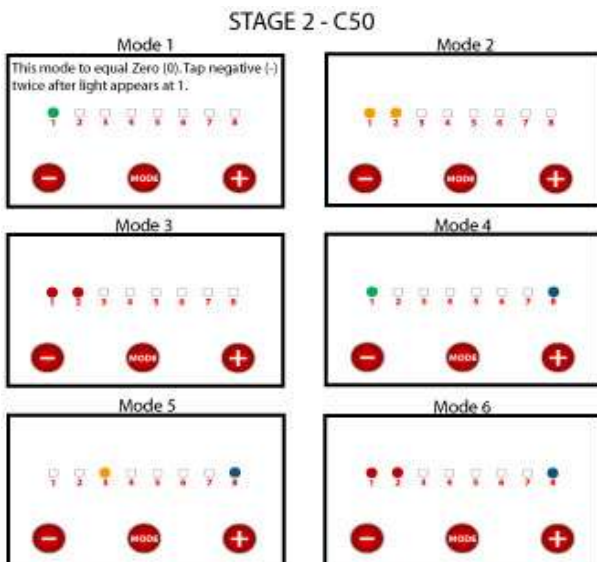 STAGE 2 - C50
Mode 1
This mode to equal Zero (0). Tap negative (-)
twice after light appears at 1.
1 2 3 4 5 6 7 8
- MODE +
Mode 2
1 2 3 4 5 6 7 8
- MODE +
Mode 3
1 2 3 4 5 6 7 8
- MODE +
Mode 4
1 2 3 4 5 6 7 8
- MODE +
Mode 5
1 2 3 4 5 6 7 8
- MODE +
Mode 6
1 2 3 4 5 6 7 8
- MODE +